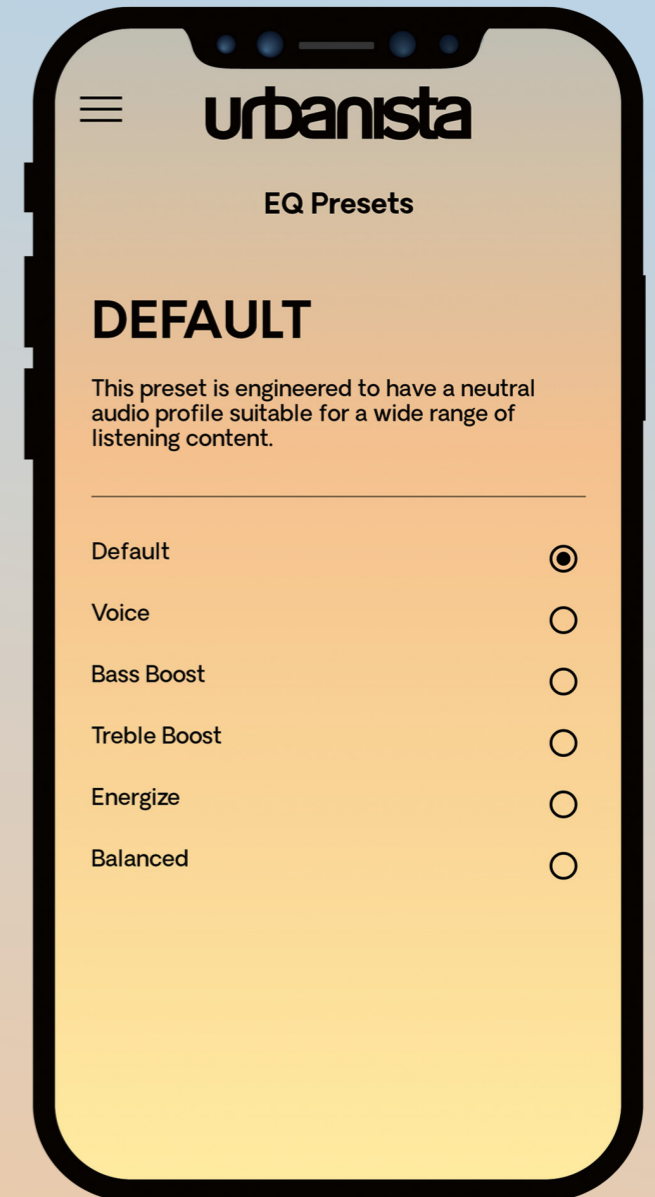 urbanista
EQ Presets
DEFAULT
This preset is engineered to have a neutral
audio profile suitable for a wide range of
listening content.
Default
Voice
Bass Boost
Treble Boost
Energize
Balanced